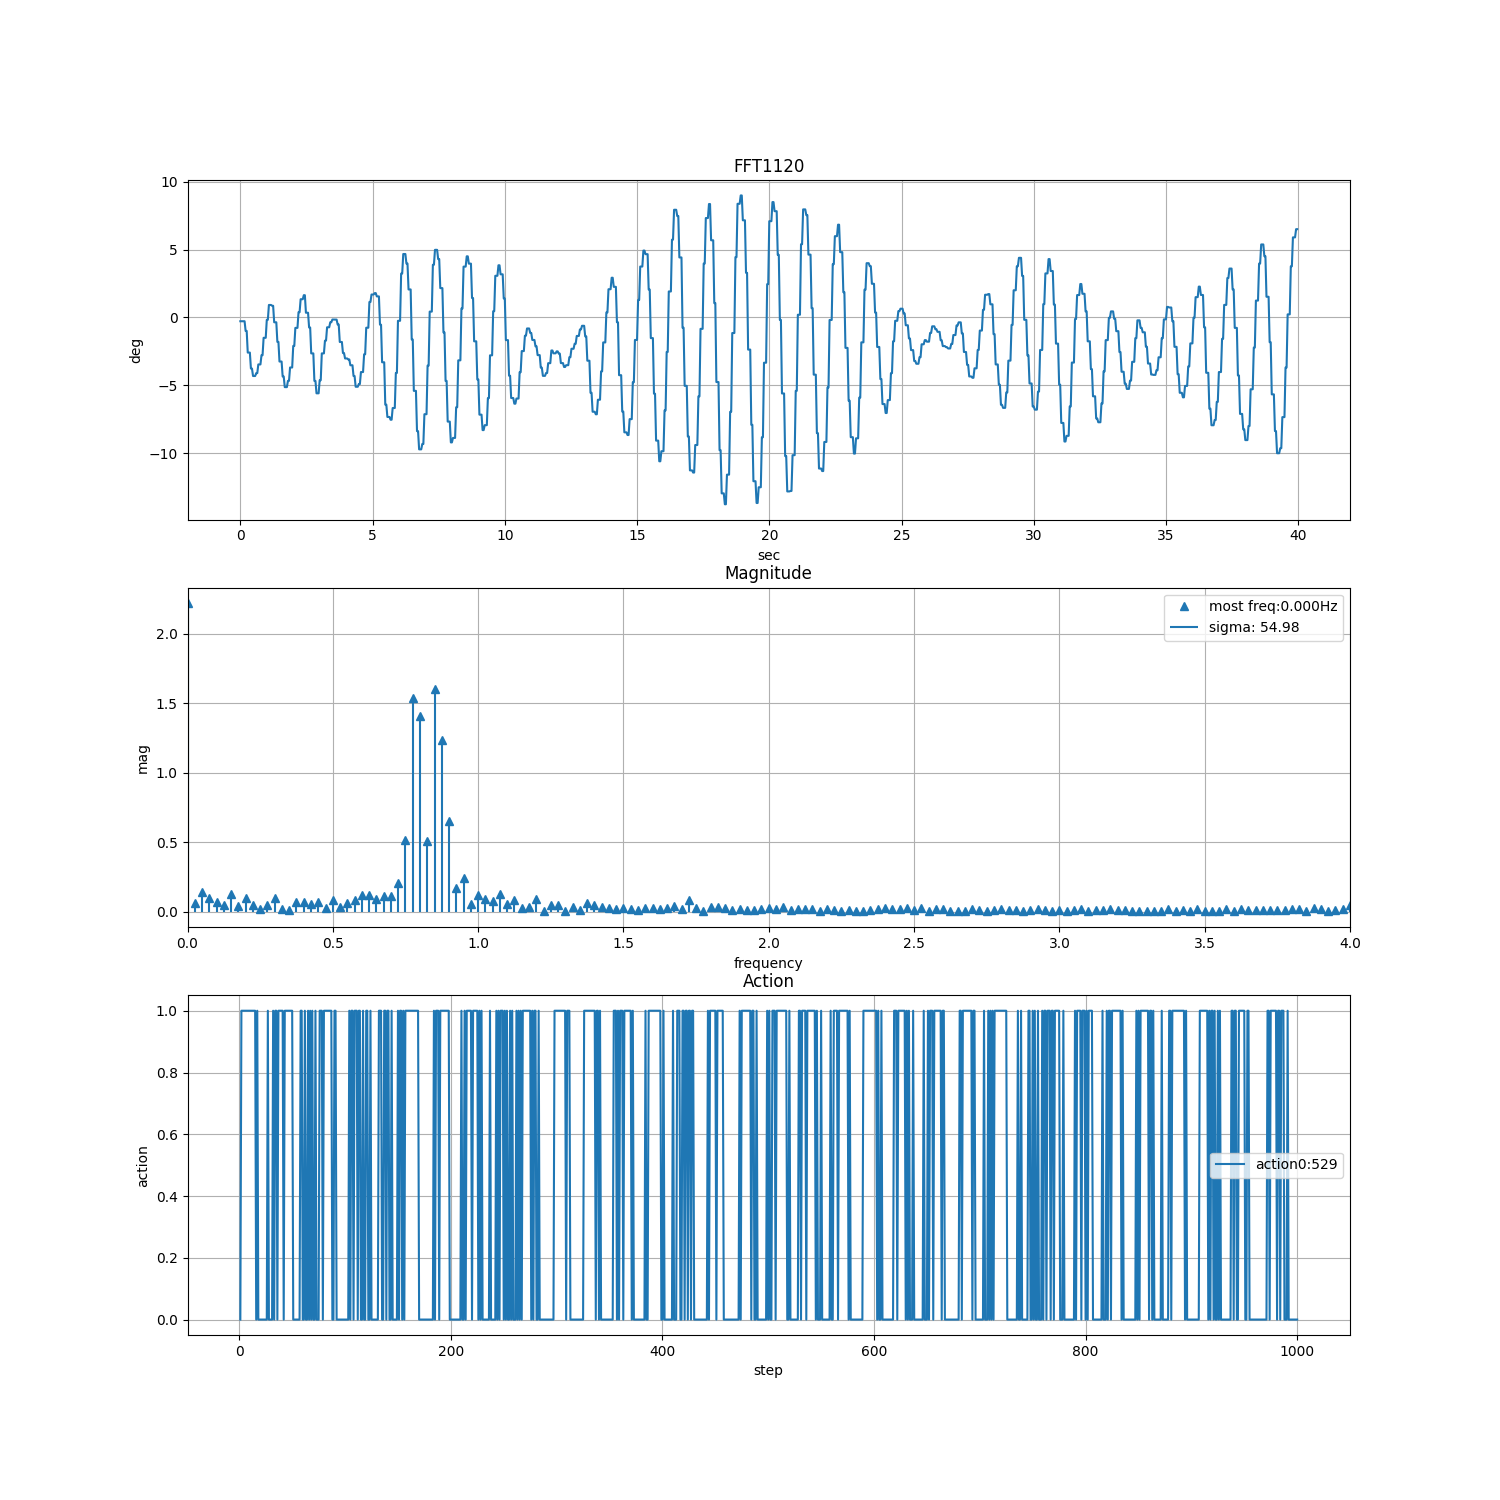 FFT1120
10
5
0
−5
−10
deg
0 5 10 15 20 25 30 35 40
sec
Magnitude
most freq:0.000Hz
sigma: 54.98
2.0
1.5
1.0
0.5
0.0
mag
0.0 0.5 1.0 1.5 2.0 2.5 3.0 3.5 4.0
frequency
Action
1.0
0.8
0.6
0.4
0.2
0.0
action
action0:529
0 200 400 600 800 1000
step